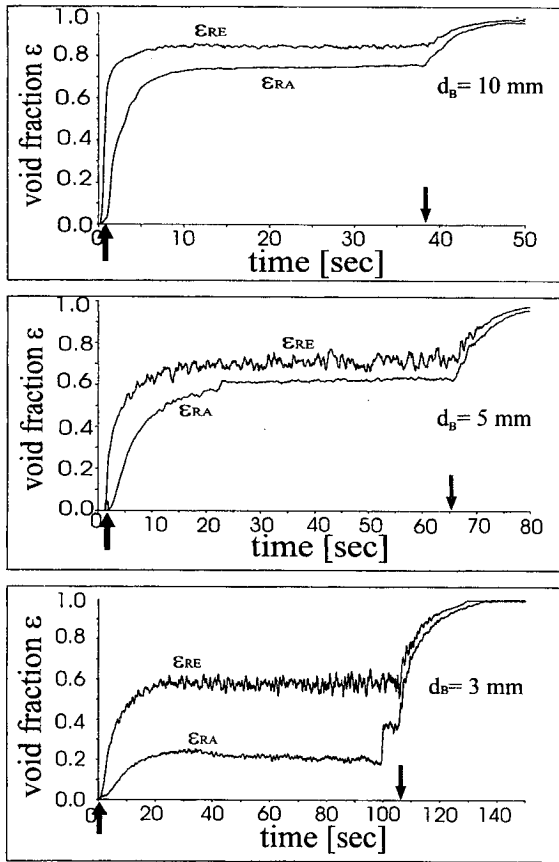 1.0
0.8
0.6
0.4
0.2
0.0
void fraction ε
εRE
εRA
dB= 10 mm
0 10 20 30 40 50
time [sec]
1.0
0.8
0.6
0.4
0.2
0.0
void fraction ε
εRE
εRA
dB= 5 mm
0 10 20 30 40 50 60 70 80
time [sec]
1.0
0.8
0.6
0.4
0.2
0.0
void fraction ε
εRE
εRA
dB= 3 mm
0 20 40 60 80 100 120 140
time [sec]